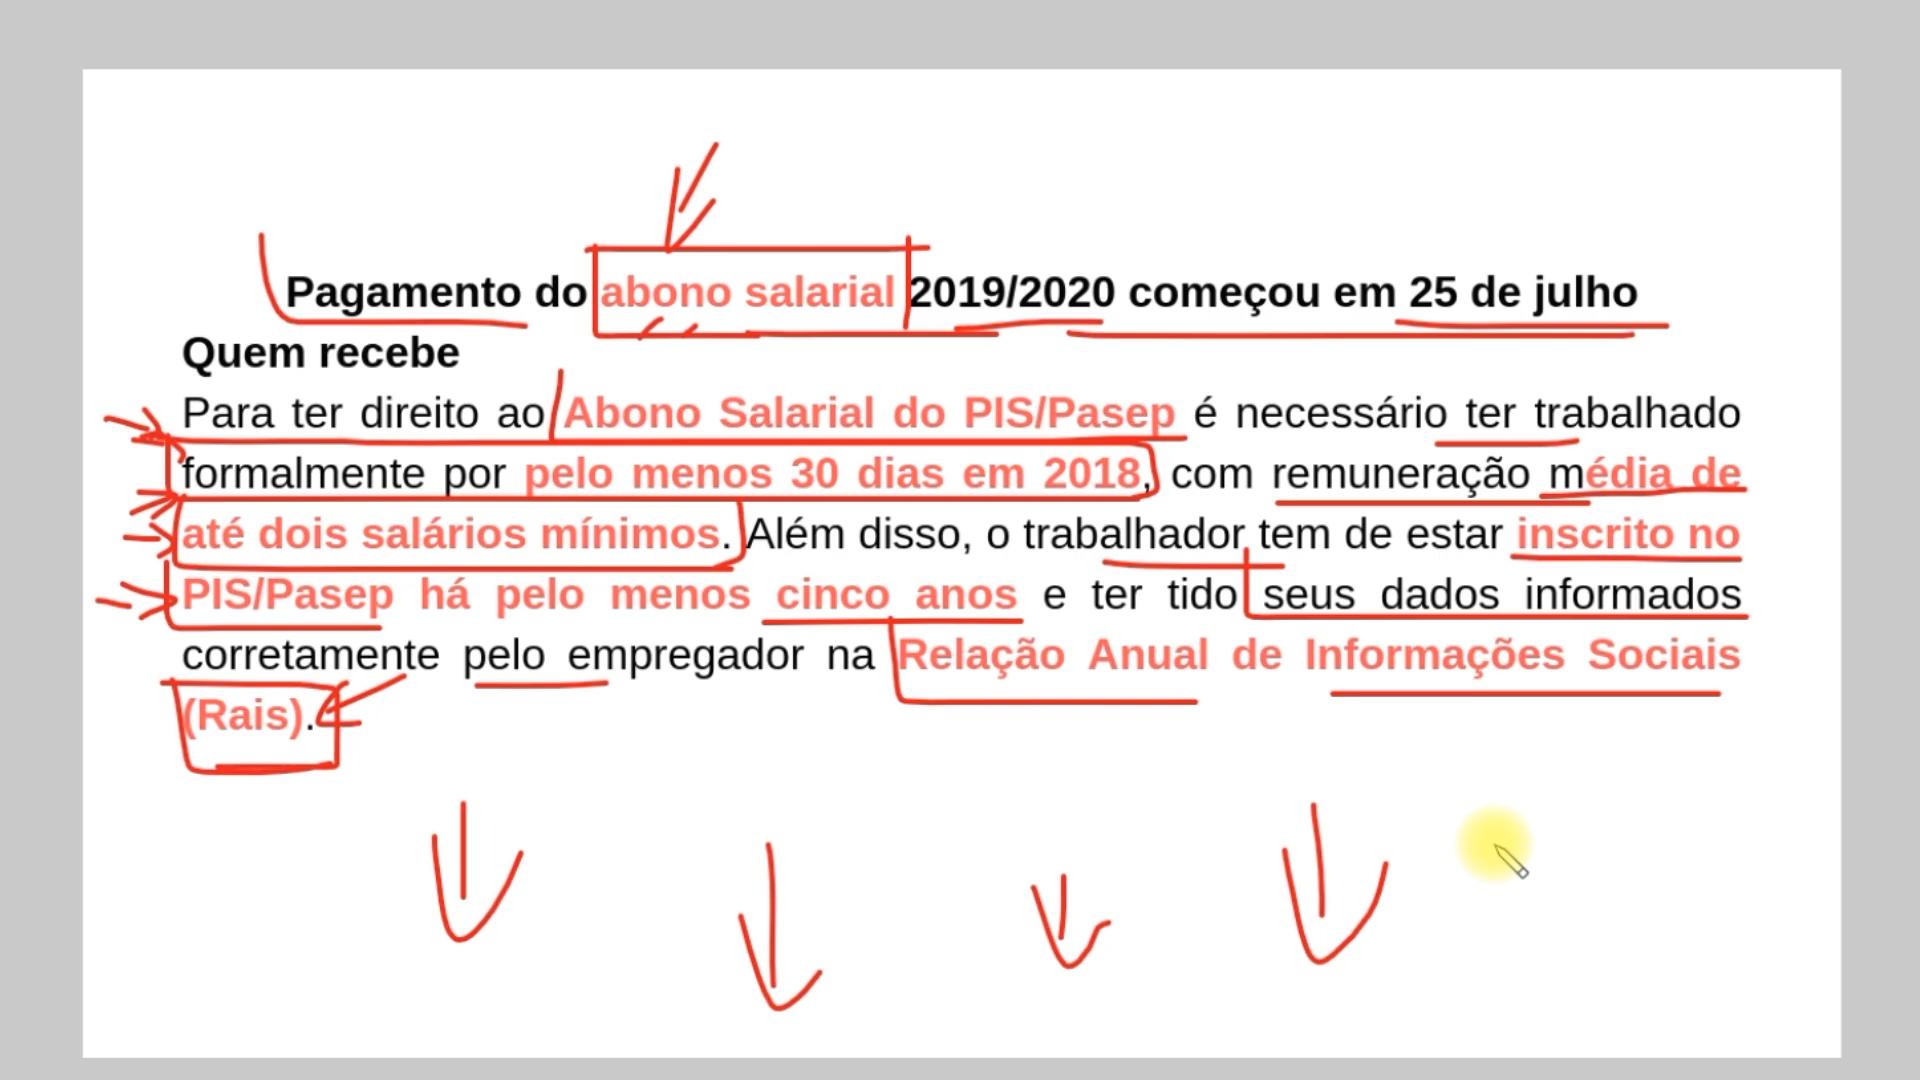 Pagamento do abono salarial 2019/2020 começou em 25 de julho
Quem recebe
Para ter direito ao Abono Salarial do PIS/Pasep é necessário ter trabalhado
formalmente por pelo menos 30 dias em 2018, com remuneração média de
até dois salários mínimos. Além disso, o trabalhador tem de estar inscrito no
PIS/Pasep há pelo menos cinco anos e ter tido seus dados informados
corretamente pelo empregador na Relação Anual de Informações Sociais
(Rais).